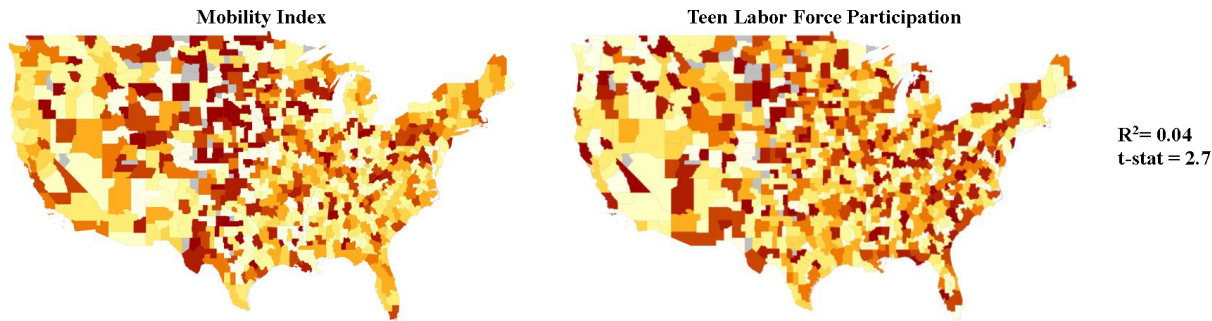 Mobility Index
Teen Labor Force Participation
R²= 0.04
t-stat = 2.7